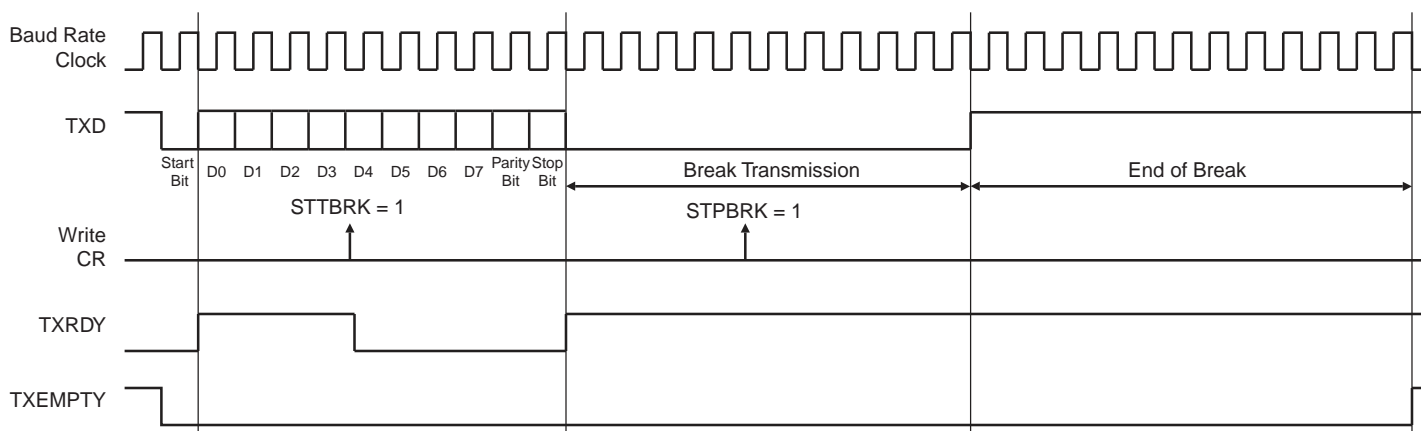 Baud Rate
Clock
TXD
Start
Bit
D0 D1 D2 D3 D4 D5 D6 D7
Parity
Bit
Stop
Bit
Break Transmission
End of Break
STTBRK = 1
STPBRK = 1
Write
CR
TXRDY
TXEMPTY